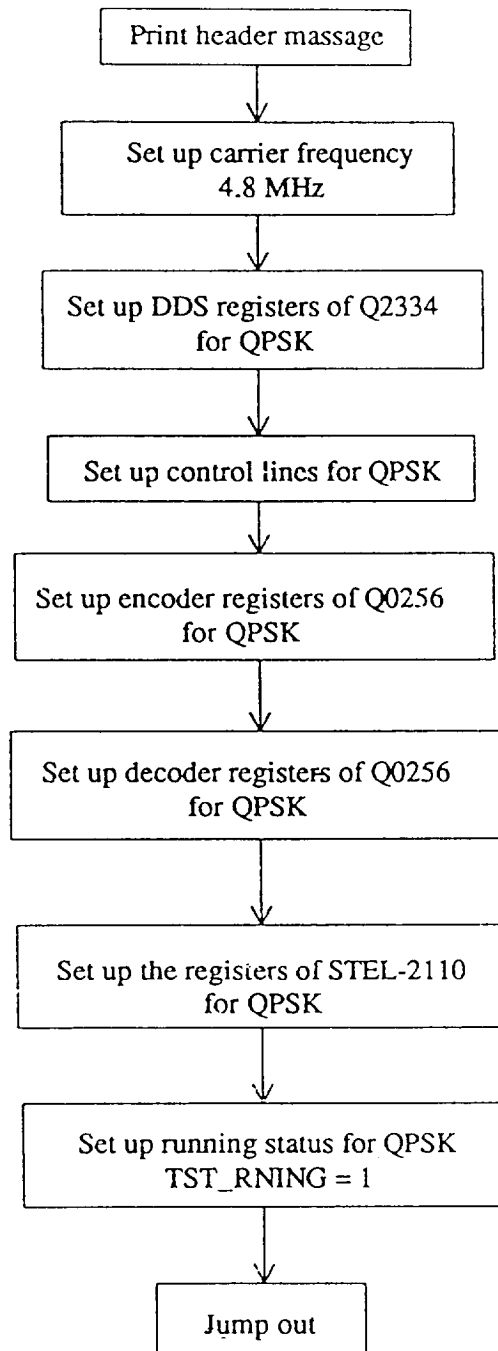 Print header massage
Set up carrier frequency
4.8 MHz
Set up DDS registers of Q2334
for QPSK
Set up control lines for QPSK
Set up encoder registers of Q0256
for QPSK
Set up decoder registers of Q0256
for QPSK
Set up the registers of STEL-2110
for QPSK
Set up running status for QPSK
TST_RNING = 1
Jump out